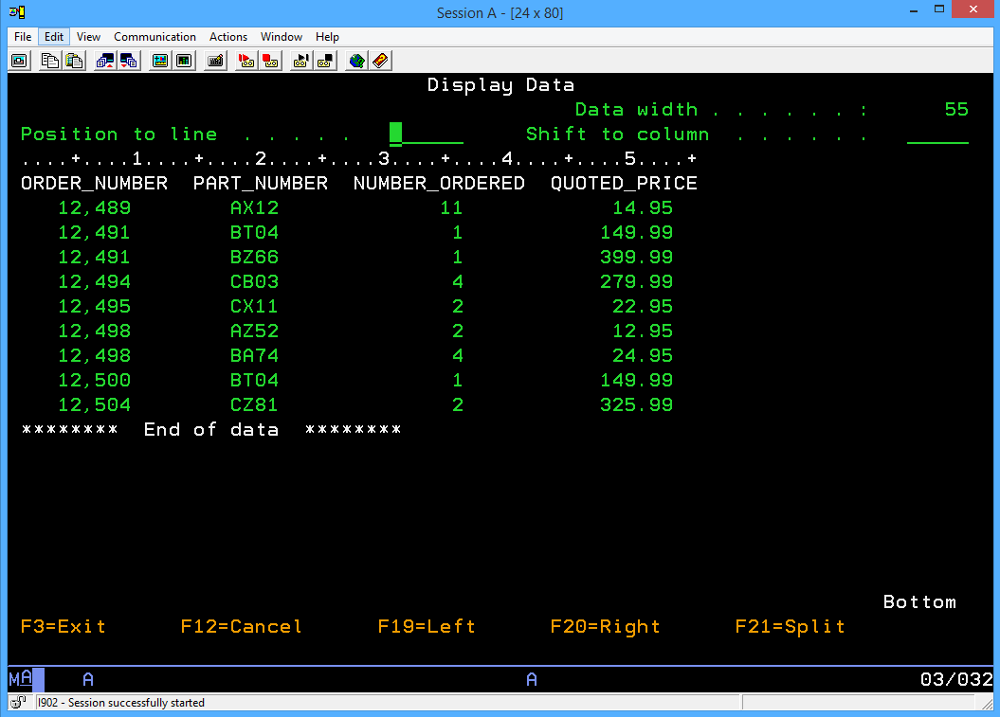 Session A - [24 x 80]
File Edit View Communication Actions Window Help
Display Data
Data width . . . . . . . : 55
Position to line . . . . . Shift to column . . . . . .
....+....1....+....2....+....3....+....4....+....5....+
ORDER_NUMBER PART_NUMBER NUMBER_ORDERED QUOTED_PRICE
12,489 AX12 11 14.95
12,491 BT04 1 149.99
12,491 BZ66 1 399.99
12,494 CB03 4 279.99
12,495 CX11 2 22.95
12,498 AZ52 2 12.95
12,498 BA74 4 24.95
12,500 BT04 1 149.99
12,504 CZ81 2 325.99
******** End of data ********
Bottom
F3=Exit F12=Cancel F19=Left F20=Right F21=Split
MA A A 03/032
I902 - Session successfully started